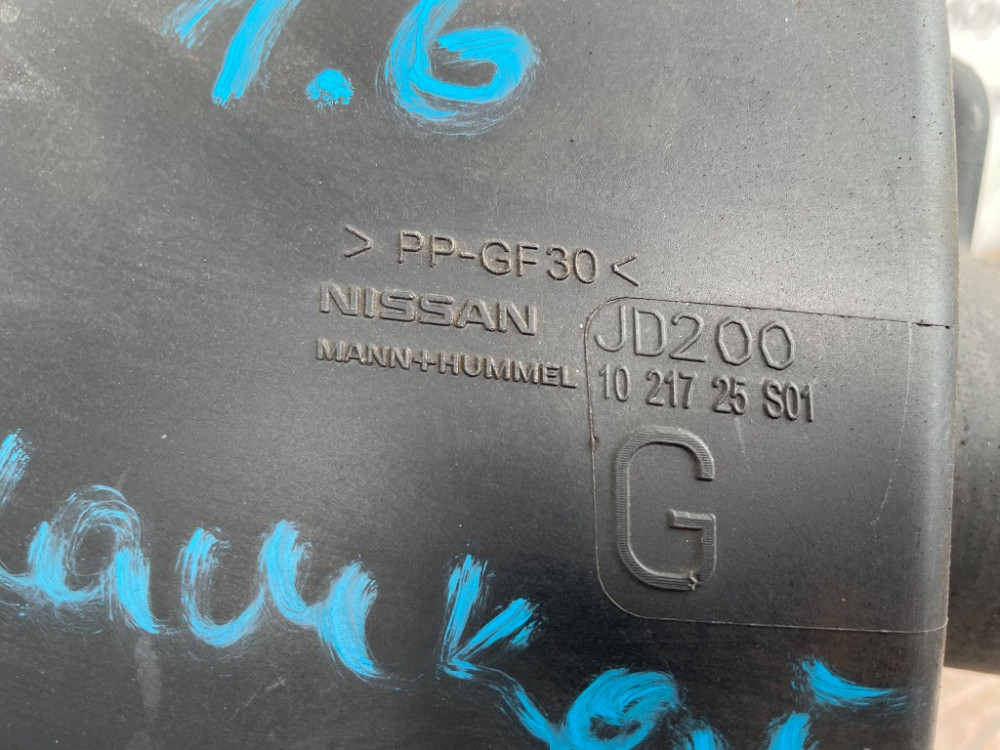 1.6
> PP-GF30 <
NISSAN JD200
MANN+HUMMEL 10 217 25 S01
G